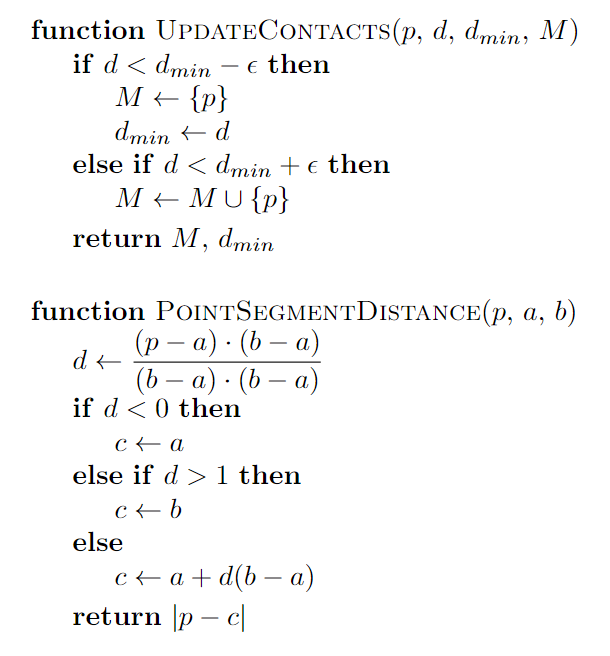 function UPDATECONTACTS(p, d, d_min, M)
if d < d_min − ϵ then
M ← {p}
d_min ← d
else if d < d_min + ϵ then
M ← M ∪ {p}
return M, d_min
function POINTSEGMENTDISTANCE(p, a, b)
d ← \frac{(p − a) · (b − a)}{(b − a) · (b − a)}
if d < 0 then
c ← a
else if d > 1 then
c ← b
else
c ← a + d(b − a)
return |p − c|